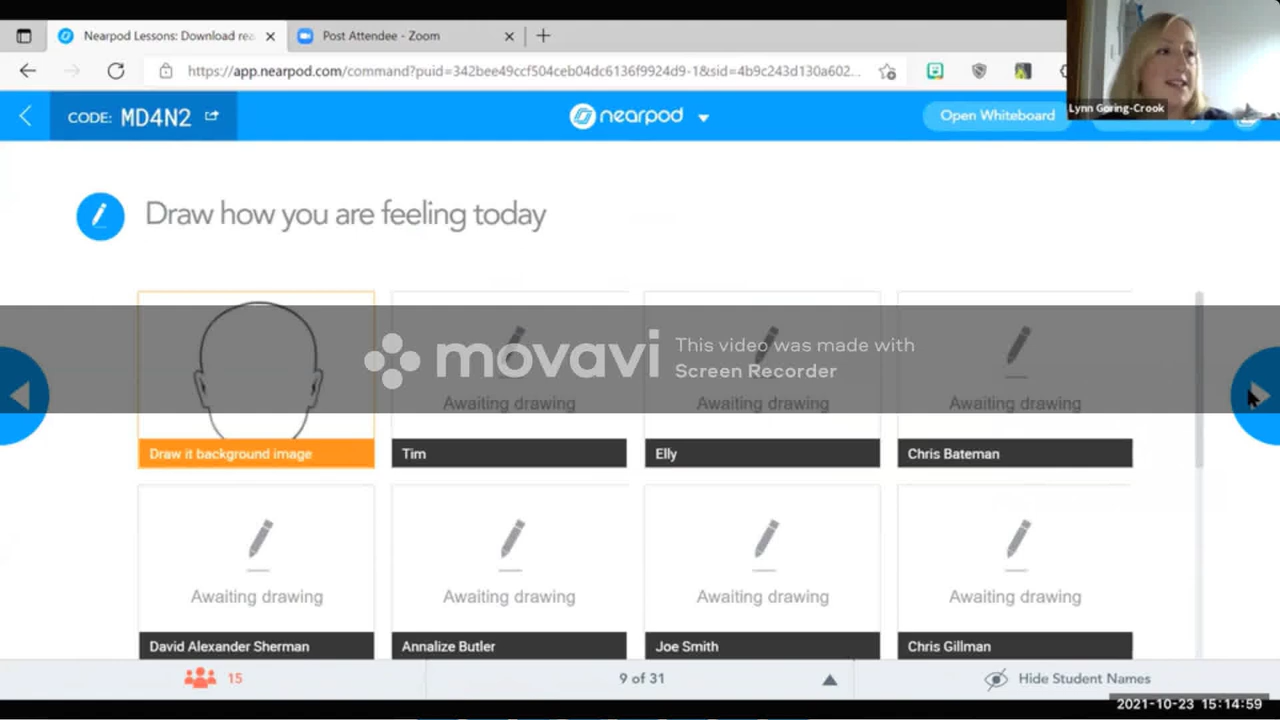 Nearpod Lessons: Download rea
Post Attendee - Zoom
https://app.nearpod.com/command?puid=342bee49ccf504ceb04dc6136f9924d9-1&sid=4b9c243d130a602...
Lynn Goring-Crook
CODE: MD4N2
nearpod
Open Whiteboard
Draw how you are feeling today
movavi
This video was made with
Screen Recorder
Awaiting drawing
Awaiting drawing
Awaiting drawing
Draw it background image
Tim
Elly
Chris Bateman
Awaiting drawing
Awaiting drawing
Awaiting drawing
Awaiting drawing
David Alexander Sherman
Annalize Butler
Joe Smith
Chris Gillman
15
9 of 31
Hide Student Names
2021-10-23 15:14:59